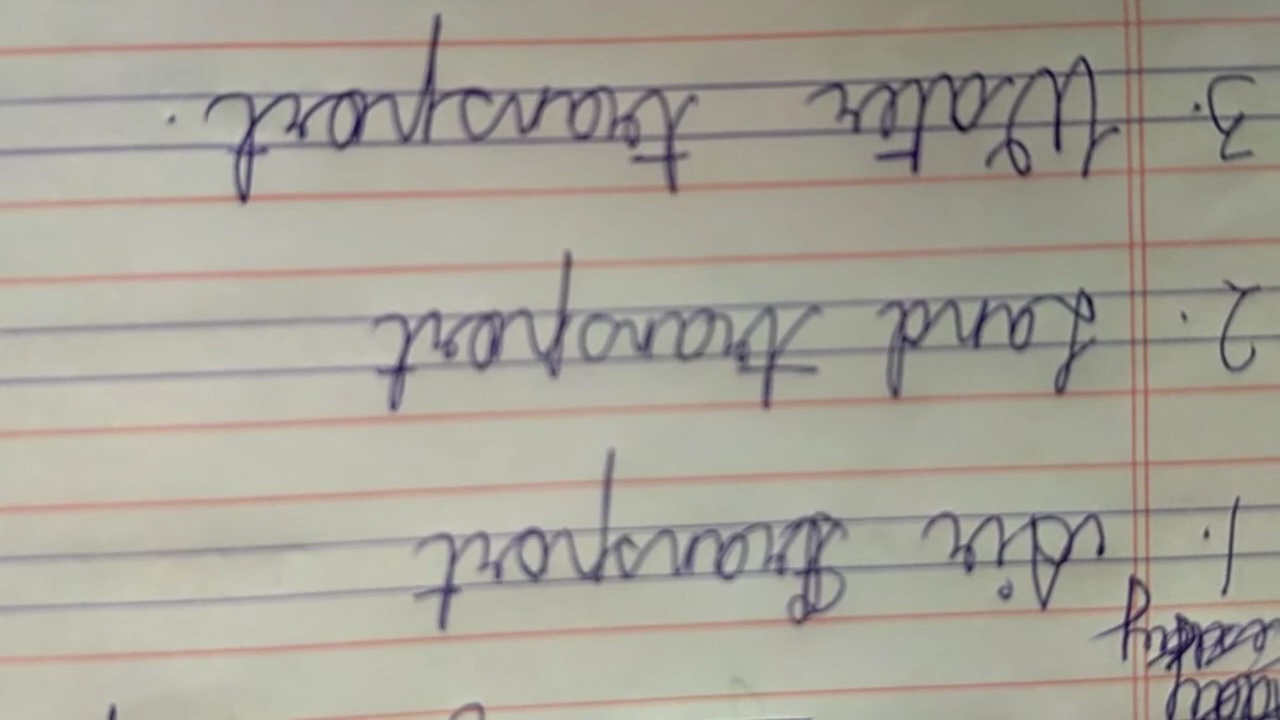 1. Air transport
2. Land transport
3. Water transport.